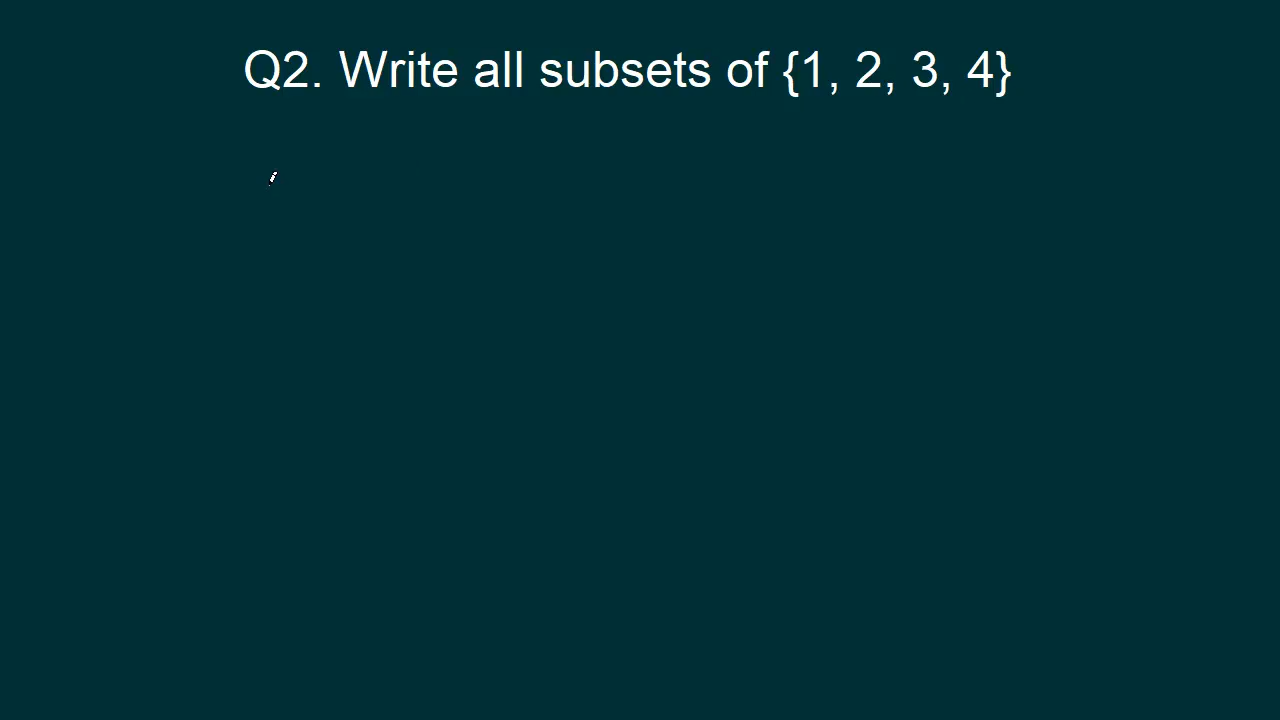 Q2. Write all subsets of {1, 2, 3, 4}